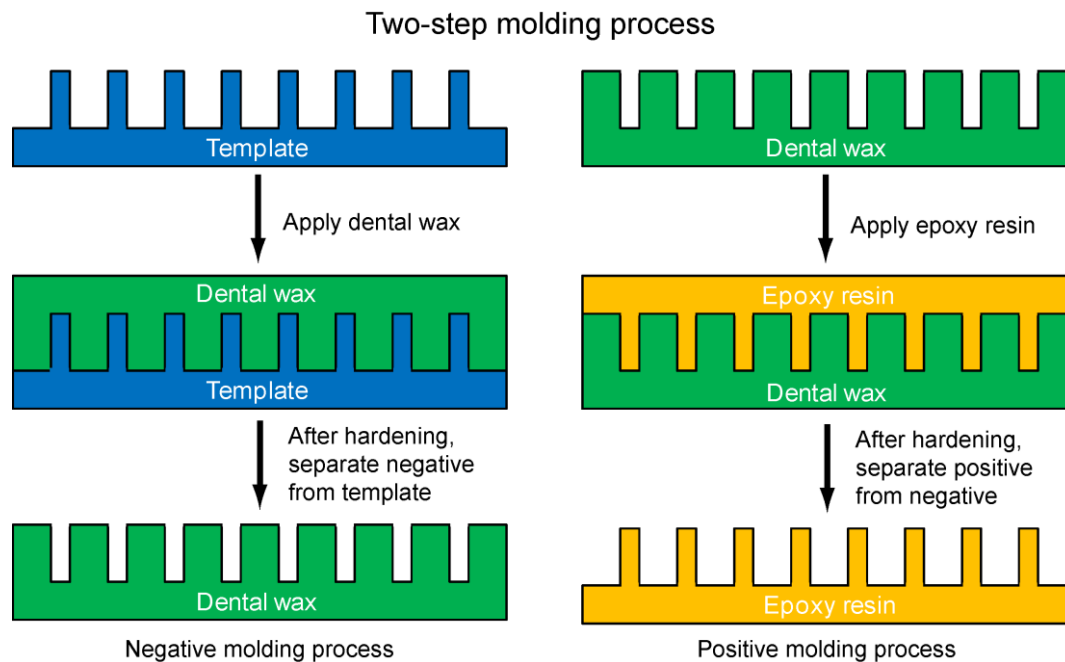 Two-step molding process
Template
Apply dental wax
Dental wax
Template
After hardening,
separate negative
from template
Dental wax
Negative molding process
Dental wax
Apply epoxy resin
Epoxy resin
Dental wax
After hardening,
separate positive
from negative
Epoxy resin
Positive molding process